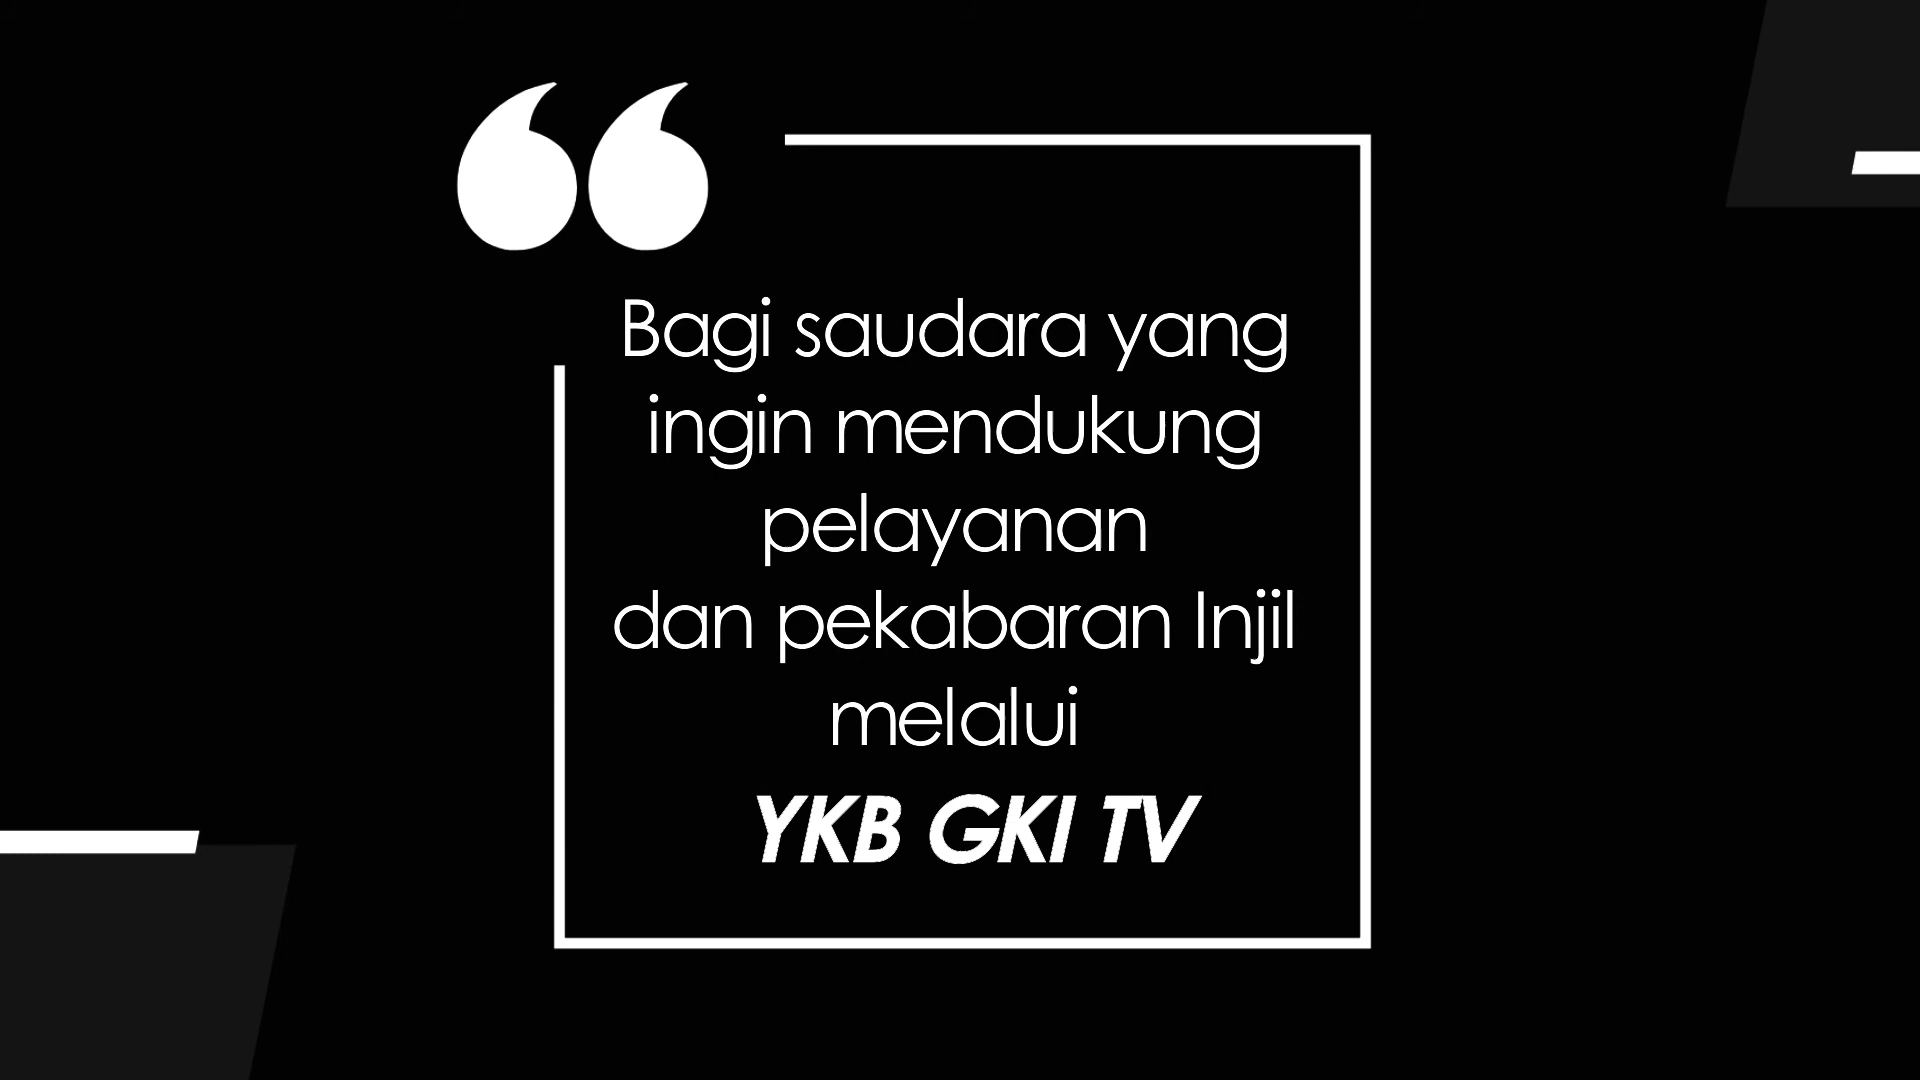 Bagi saudara yang
ingin mendukung
pelayanan
dan pekabaran Injil
melalui
YKB GKI TV